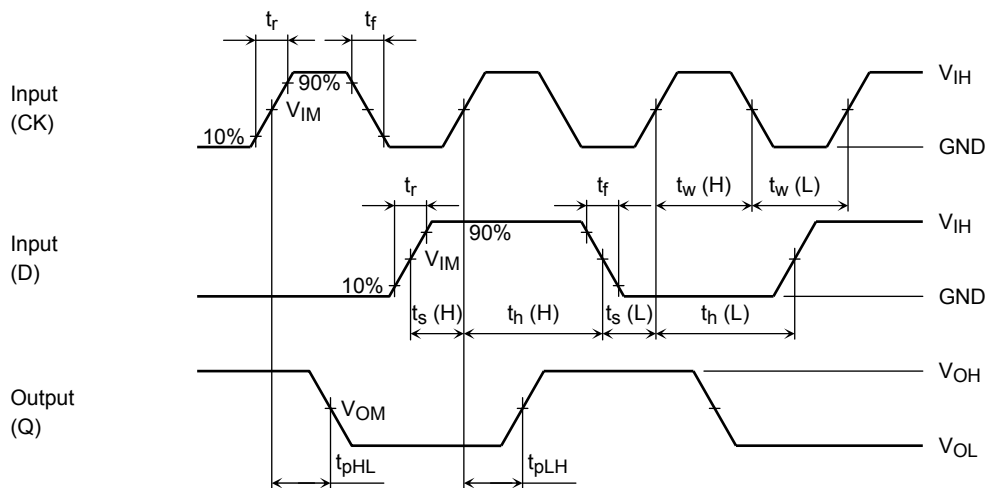 tr tf
Input
(CK)
90%
VIM
10%
VIH
GND
tr tf tw (H) tw (L)
Input
(D)
90%
VIM
10%
VIH
GND
ts (H) th (H) ts (L) th (L)
Output
(Q)
VOM
VOH
VOL
tpHL tpLH